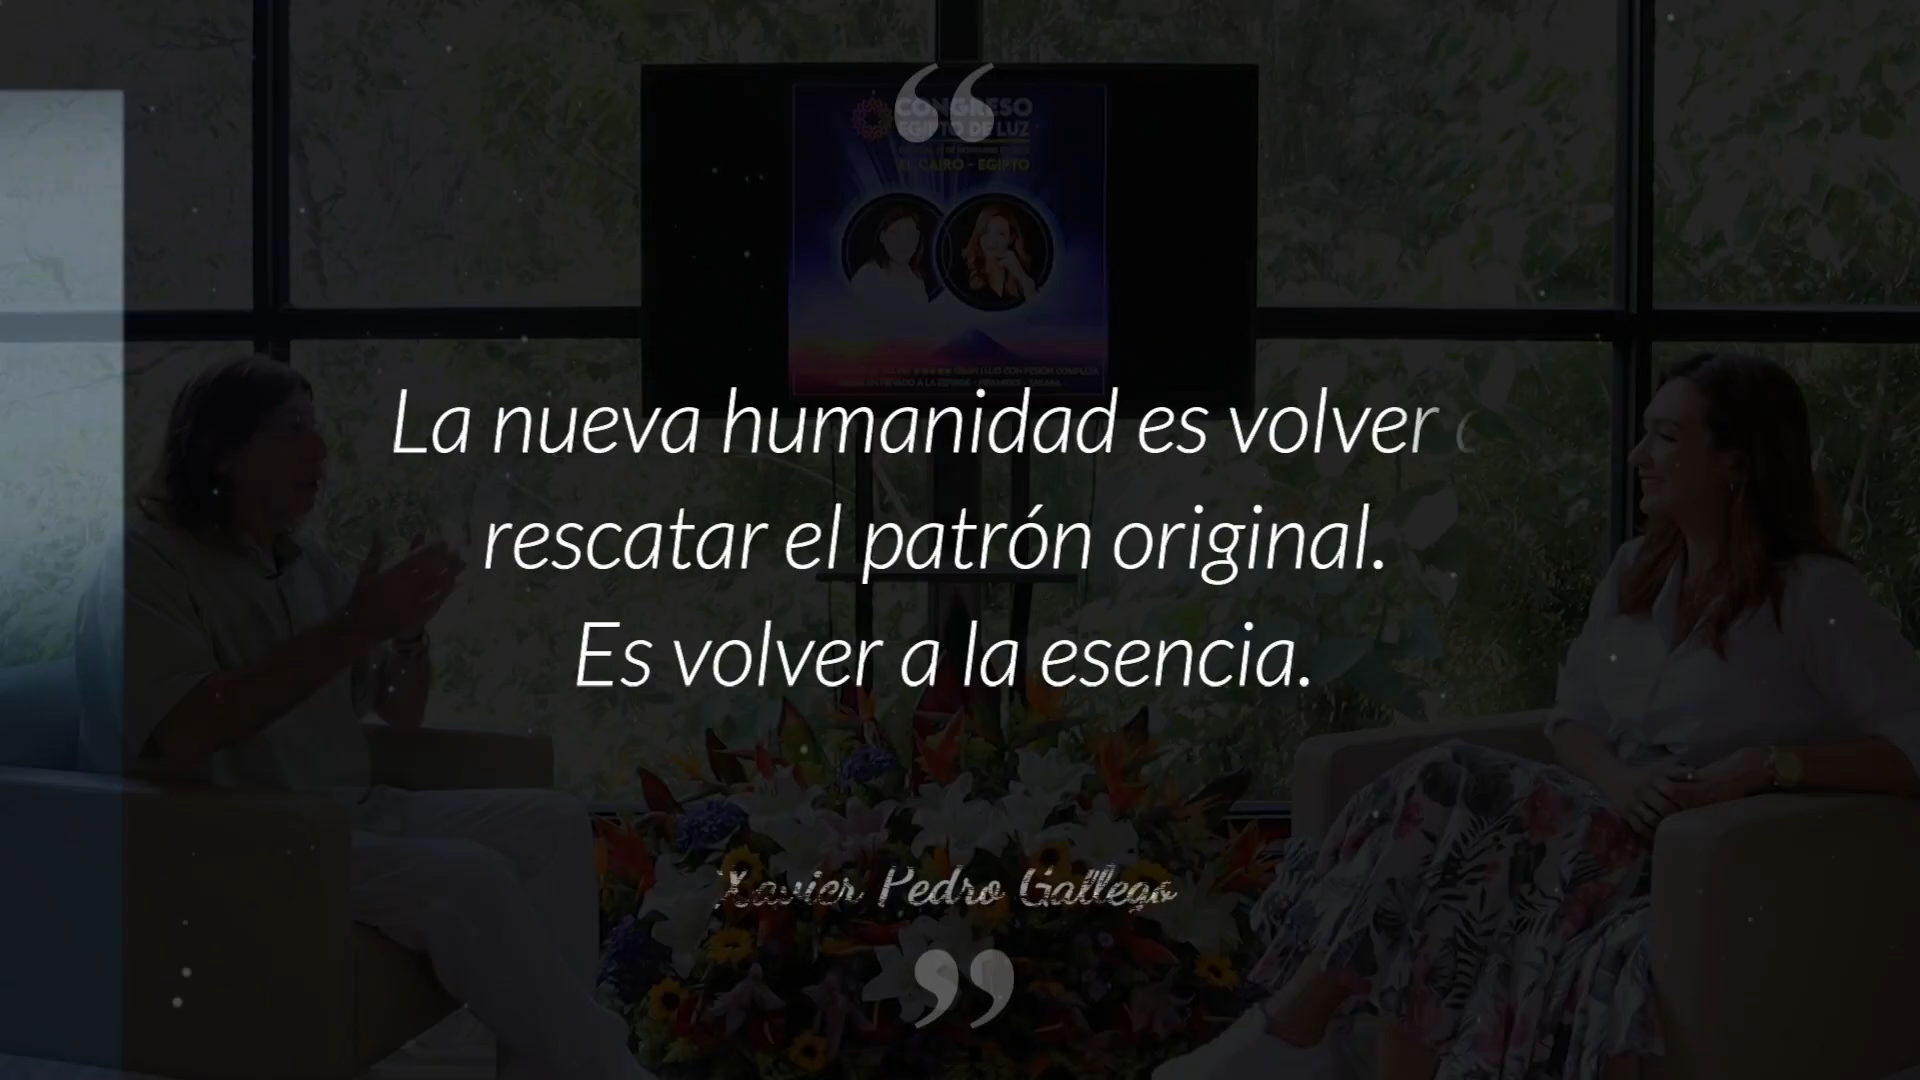 CONGRESO
EGIPTO DE LUZ
EL CAIRO - EGIPTO
La nueva humanidad es volver a
rescatar el patrón original.
Es volver a la esencia.
Xavier Pedro Gallego